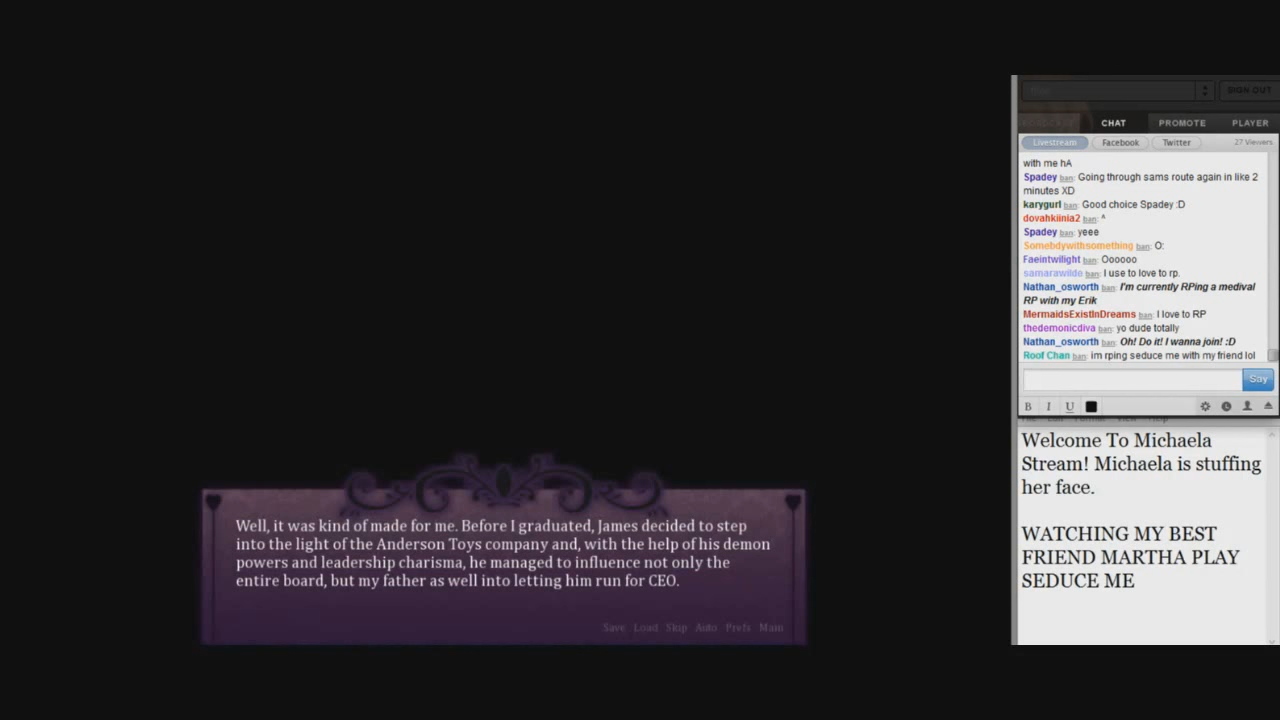 Well, it was kind of made for me. Before I graduated, James decided to step
into the light of the Anderson Toys company and, with the help of his demon
powers and leadership charisma, he managed to influence not only the
entire board, but my father as well into letting him run for CEO.
Save Load Skip Auto Prefs Main
SIGN OUT
CHAT PROMOTE PLAYER
Livestream Facebook Twitter 27 Viewers
with me hA
Spadey ban: Going through sams route again in like 2
minutes XD
karygurl ban: Good choice Spadey :D
dovahkiinia2 ban: ^
Spadey ban: yeee
Somebdywithsomething ban: O:
Faeintwilight ban: Oooooo
samarawilde ban: I use to love to rp.
Nathan_osworth ban: I'm currently RPing a medival
RP with my Erik
MermaidsExistInDreams ban: I love to RP
thedemonicdiva ban: yo dude totally
Nathan_osworth ban: Oh! Do it! I wanna join! :D
Roof Chan ban: im rping seduce me with my friend lol
Say
B I U
File Edit Format View Help
Welcome To Michaela
Stream! Michaela is stuffing
her face.
WATCHING MY BEST
FRIEND MARTHA PLAY
SEDUCE ME